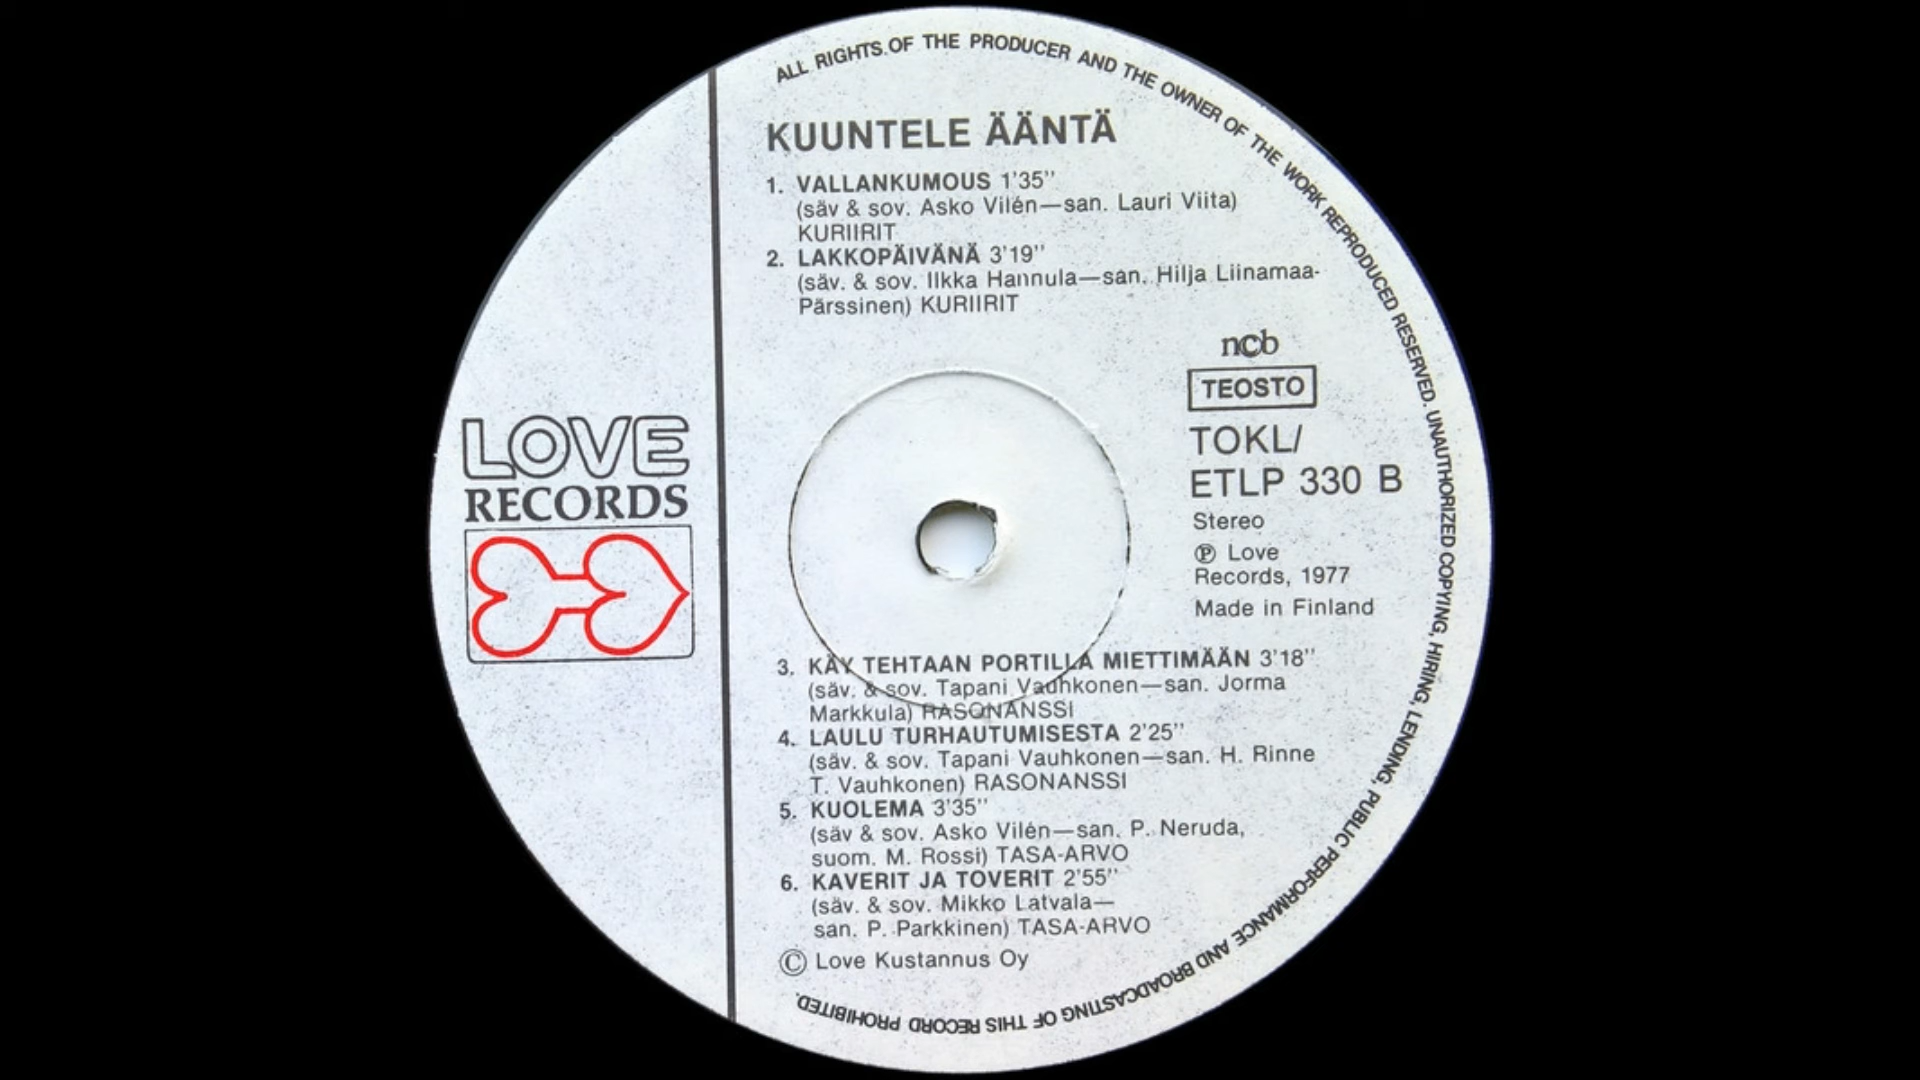 ALL RIGHTS OF THE PRODUCER AND THE OWNER OF THE WORK REPRODUCED RESERVED. UNAUTHORIZED COPYING, HIRING, LENDING, PUBLIC PERFORMANCE AND BROADCASTING OF THIS RECORD PROHIBITED.
KUUNTELE ÄÄNTÄ
1. VALLANKUMOUS 1'35''
(säv & sov. Asko Vilén—san. Lauri Viita)
KURIIRIT
2. LAKKOPÄIVÄNÄ 3'19''
(säv. & sov. Ilkka Hannula—san. Hilja Liinamaa-
Pärssinen) KURIIRIT
ncb
TEOSTO
TOKL/
ETLP 330 B
Stereo
℗ Love
Records, 1977
Made in Finland
LOVE
RECORDS
3. KÄY TEHTAAN PORTILLA MIETTIMÄÄN 3'18''
(säv. & sov. Tapani Vauhkonen—san. Jorma
Markkula) RASONANSSI
4. LAULU TURHAUTUMISESTA 2'25''
(säv. & sov. Tapani Vauhkonen—san. H. Rinne
T. Vauhkonen) RASONANSSI
5. KUOLEMA 3'35''
(säv & sov. Asko Vilén—san. P. Neruda,
suom. M. Rossi) TASA-ARVO
6. KAVERIT JA TOVERIT 2'55''
(säv. & sov. Mikko Latvala—
san. P. Parkkinen) TASA-ARVO
© Love Kustannus Oy